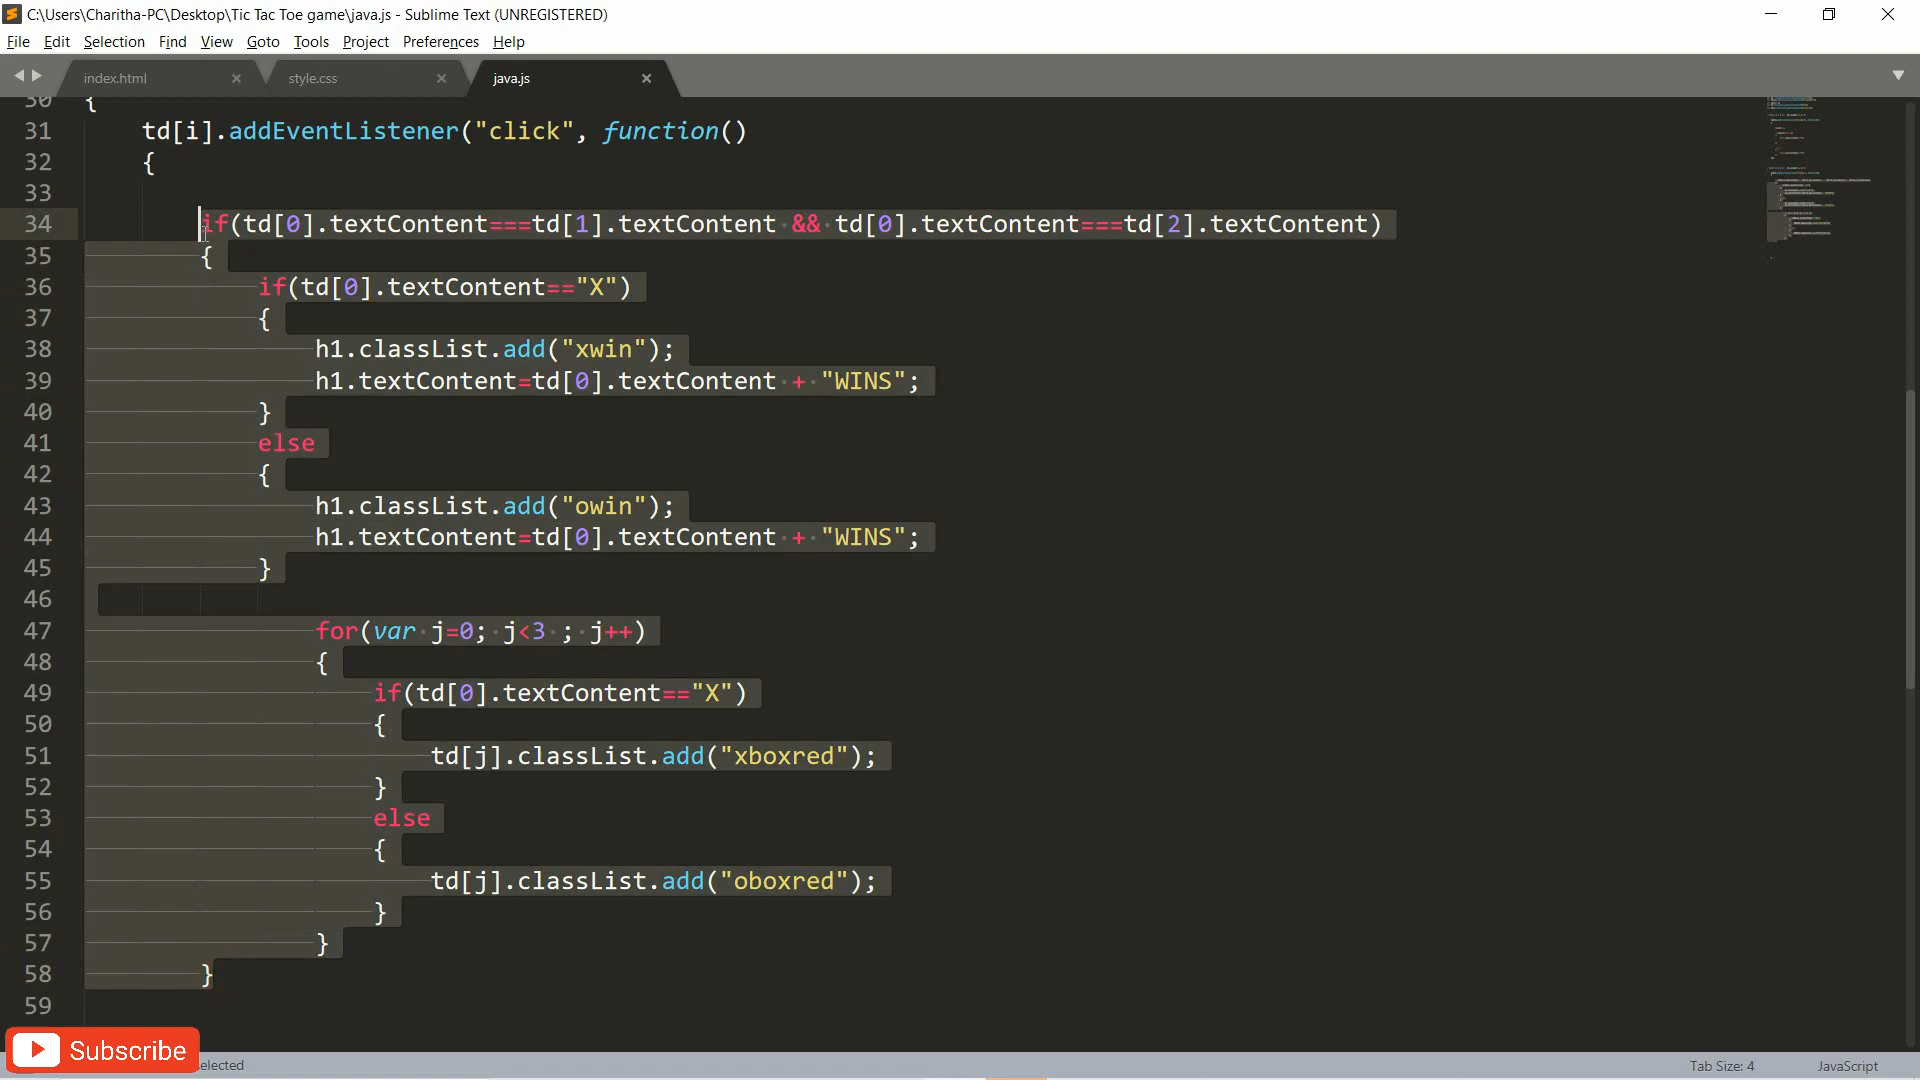 C:\Users\Charitha-PC\Desktop\Tic Tac Toe game\java.js - Sublime Text (UNREGISTERED)
File Edit Selection Find View Goto Tools Project Preferences Help
index.html style.css java.js
30 {
31 td[i].addEventListener("click", function()
32 {
33
34 if(td[0].textContent===td[1].textContent && td[0].textContent===td[2].textContent)
35 {
36 if(td[0].textContent=="X")
37 {
38 h1.classList.add("xwin");
39 h1.textContent=td[0].textContent + "WINS";
40 }
41 else
42 {
43 h1.classList.add("owin");
44 h1.textContent=td[0].textContent + "WINS";
45 }
46
47 for(var j=0; j<3 ; j++)
48 {
49 if(td[0].textContent=="X")
50 {
51 td[j].classList.add("xboxred");
52 }
53 else
54 {
55 td[j].classList.add("oboxred");
56 }
57 }
58 }
59
Subscribe
elected Tab Size: 4 JavaScript